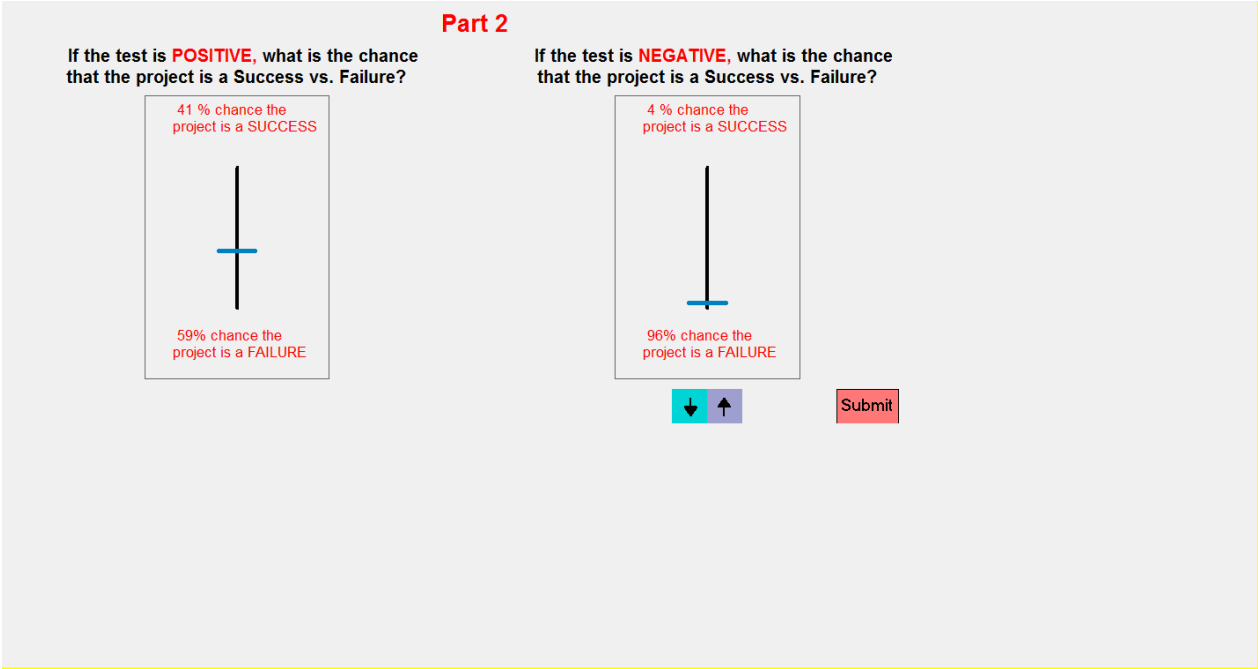 Part 2
If the test is POSITIVE, what is the chance
that the project is a Success vs. Failure?
41 % chance the
project is a SUCCESS
59% chance the
project is a FAILURE
If the test is NEGATIVE, what is the chance
that the project is a Success vs. Failure?
4 % chance the
project is a SUCCESS
96% chance the
project is a FAILURE
Submit